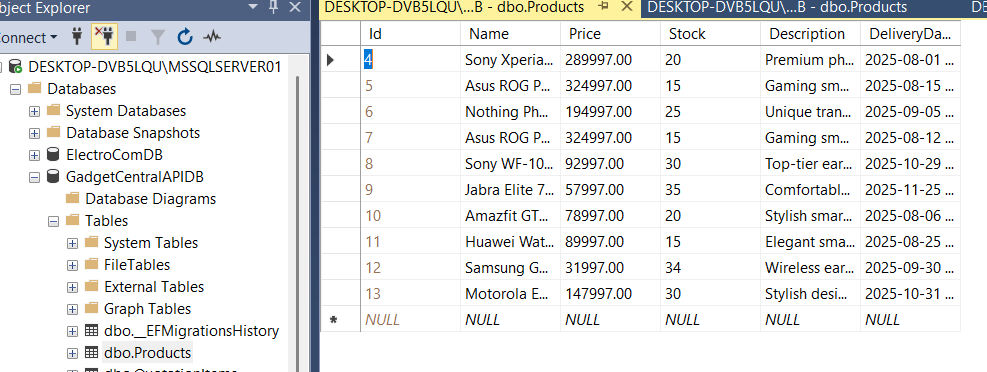 Object Explorer
Connect
DESKTOP-DVB5LQU\MSSQLSERVER01
Databases
System Databases
Database Snapshots
ElectroComDB
GadgetCentralAPIDB
Database Diagrams
Tables
System Tables
FileTables
External Tables
Graph Tables
dbo.__EFMigrationsHistory
dbo.Products
dbo.QuotationItems
DESKTOP-DVB5LQU\...B - dbo.Products
DESKTOP-DVB5LQU\...B - dbo.Products
DE
Id Name Price Stock Description DeliveryDa...
4 Sony Xperia... 289997.00 20 Premium ph... 2025-08-01 ...
5 Asus ROG P... 324997.00 15 Gaming sm... 2025-08-15 ...
6 Nothing Ph... 194997.00 25 Unique tran... 2025-09-05 ...
7 Asus ROG P... 324997.00 15 Gaming sm... 2025-08-12 ...
8 Sony WF-10... 92997.00 30 Top-tier ear... 2025-10-29 ...
9 Jabra Elite 7... 57997.00 35 Comfortabl... 2025-11-25 ...
10 Amazfit GT... 78997.00 20 Stylish smar... 2025-08-06 ...
11 Huawei Wat... 89997.00 15 Elegant sma... 2025-08-25 ...
12 Samsung G... 31997.00 34 Wireless ear... 2025-09-30 ...
13 Motorola E... 147997.00 30 Stylish desi... 2025-10-31 ...
NULL NULL NULL NULL NULL NULL